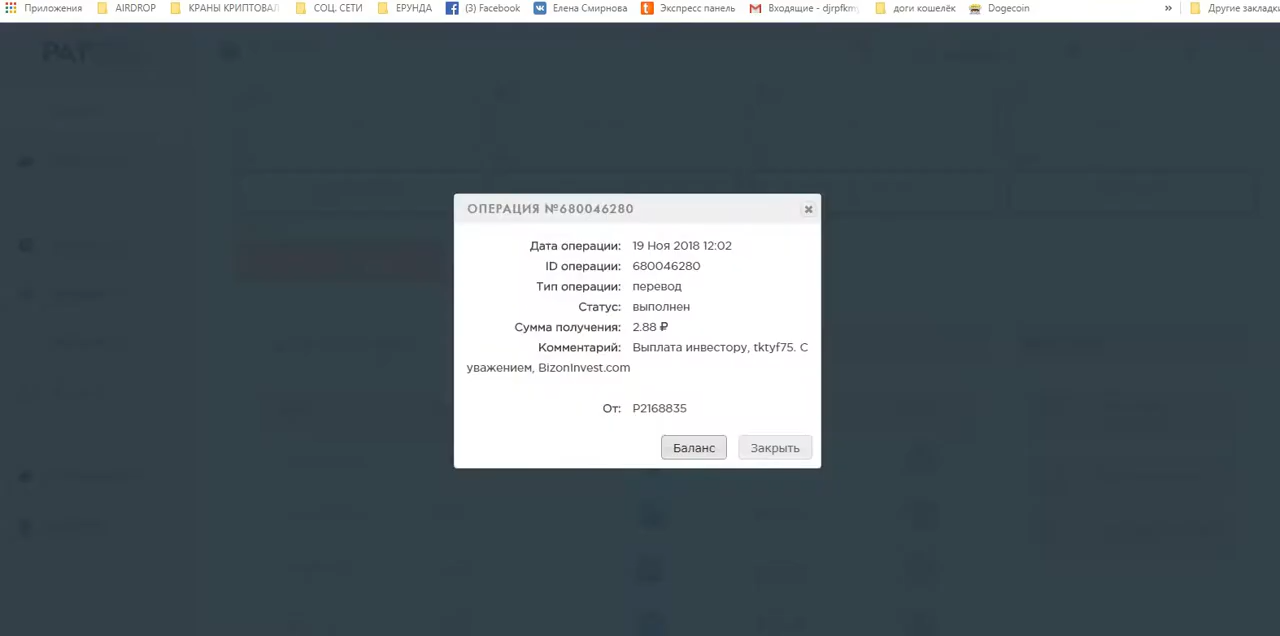 Приложения AIRDROP КРАНЫ КРИПТОВАЛ СОЦ. СЕТИ ЕРУНДА (3) Facebook Елена Смирнова Экспресс панель Входящие - djrpfkm доги кошелёк Dogecoin » Другие закладки
ОПЕРАЦИЯ №680046280
Дата операции: 19 Ноя 2018 12:02
ID операции: 680046280
Тип операции: перевод
Статус: выполнен
Сумма получения: 2.88 ₽
Комментарий: Выплата инвестору, tktyf75. С
уважением, BizonInvest.com
От: P2168835
Баланс Закрыть